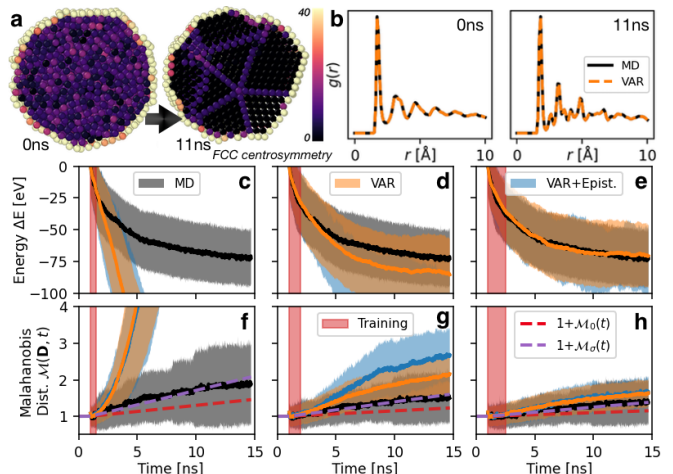 a
40
0
0ns
11ns
FCC centrosymmetry
b
0ns
11ns
g(r)
MD
VAR
0
10
0
10
r [Å]
r [Å]
Energy ΔE [eV]
0
−25
−50
−75
−100
MD
c
VAR
d
VAR+Epist.
e
Malahanobis
Dist. ℳ(D, t)
4
3
2
1
f
Training
g
1+ℳ₀(t)
1+ℳσ(t)
h
0
5
10
15
0
5
10
15
0
5
10
15
Time [ns]
Time [ns]
Time [ns]